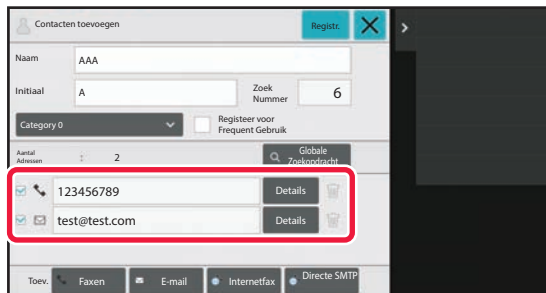 Contacten toevoegen
Registr.
Naam
AAA
Initiaal
A
Zoek
Nummer
6
Category 0
Registeer voor
Frequent Gebruik
Aantal
Adressen
:
2
Globale
Zoekopdracht
123456789
Details
test@test.com
Details
Toev.
Faxen
E-mail
Internetfax
Directe SMTP